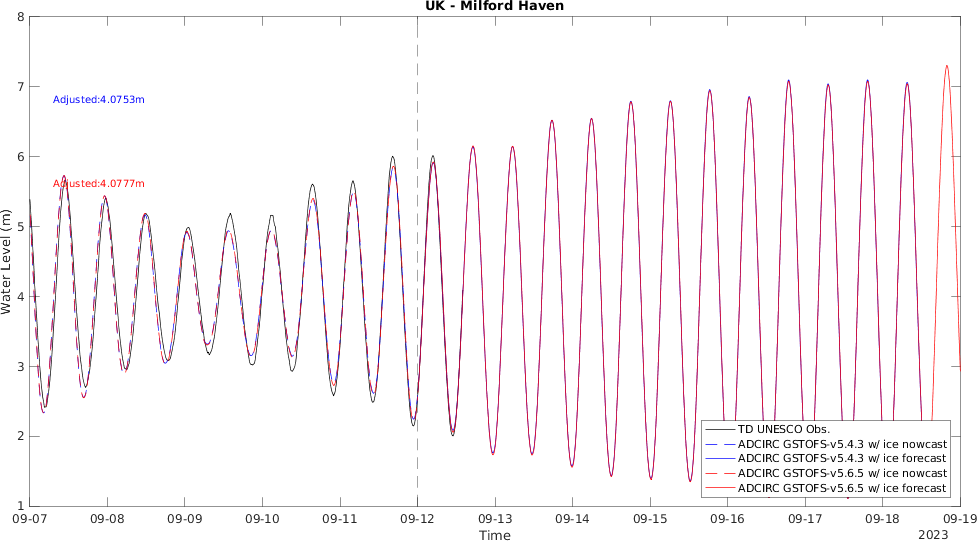 UK - Milford Haven
8
7
6
5
4
3
2
1
Water Level (m)
Adjusted:4.0753m
Adjusted:4.0777m
TD UNESCO Obs.
ADCIRC GSTOFS-v5.4.3 w/ ice nowcast
ADCIRC GSTOFS-v5.4.3 w/ ice forecast
ADCIRC GSTOFS-v5.6.5 w/ ice nowcast
ADCIRC GSTOFS-v5.6.5 w/ ice forecast
09-07 09-08 09-09 09-10 09-11 09-12 09-13 09-14 09-15 09-16 09-17 09-18 09-19
Time
2023